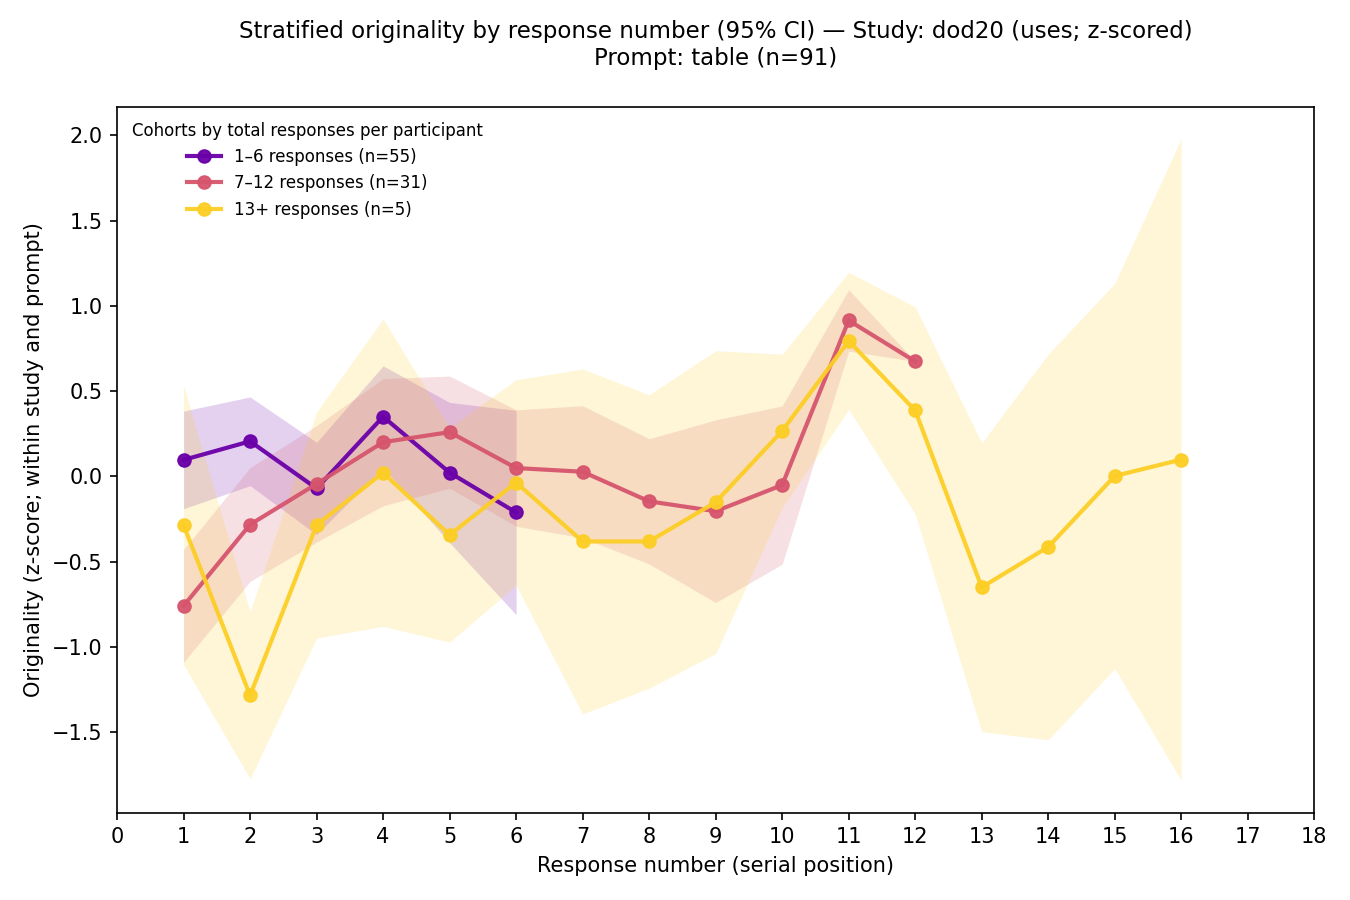 Stratified originality by response number (95% CI) — Study: dod20 (uses; z-scored)
Prompt: table (n=91)
Originality (z-score; within study and prompt)
2.0
1.5
1.0
0.5
0.0
−0.5
−1.0
−1.5
Cohorts by total responses per participant
1–6 responses (n=55)
7–12 responses (n=31)
13+ responses (n=5)
0 1 2 3 4 5 6 7 8 9 10 11 12 13 14 15 16 17 18
Response number (serial position)